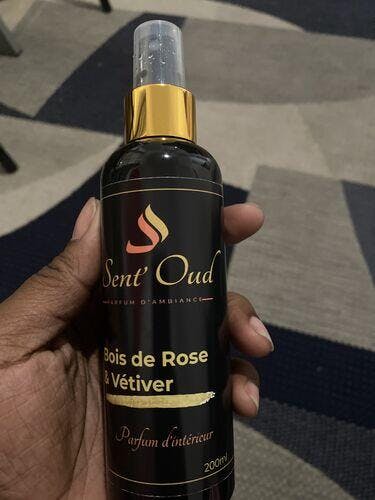 Sent' Oud
PARFUM D'AMBIANCE
Bois de Rose
& Vétiver
Parfum d'intérieur
200ml